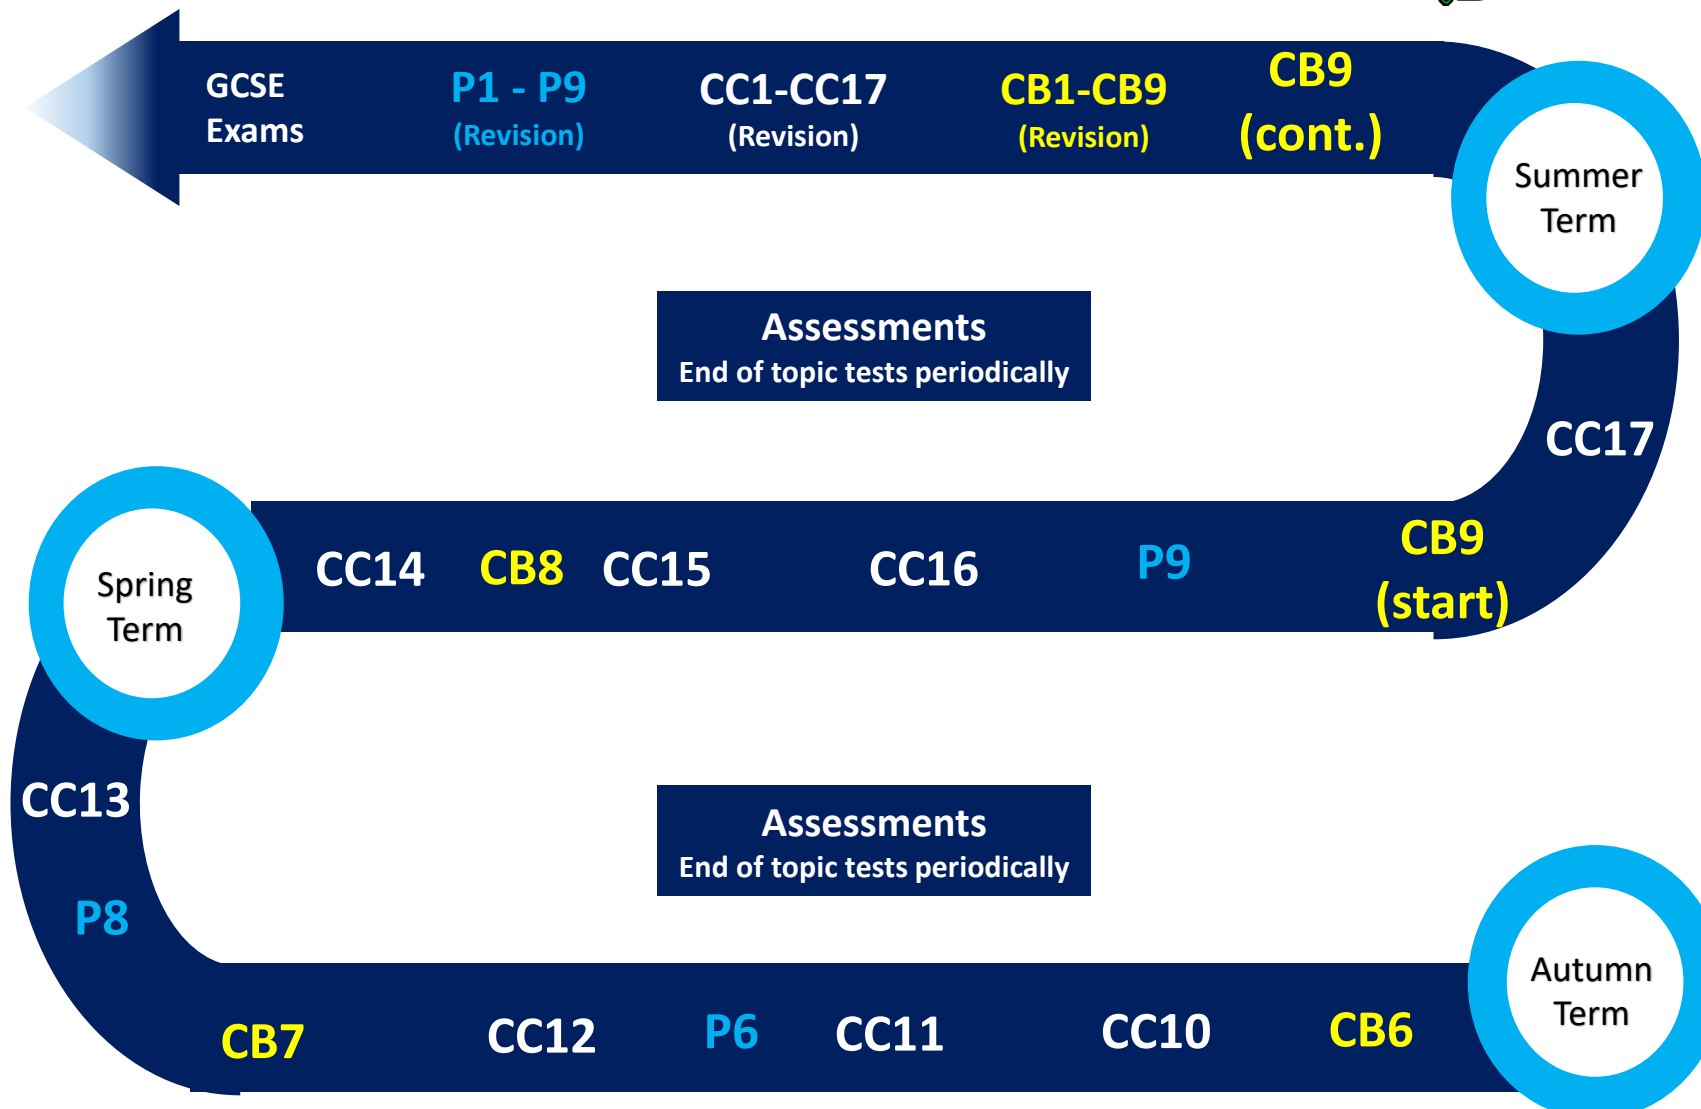 GCSE
Exams
P1 - P9
(Revision)
CC1-CC17
(Revision)
CB1-CB9
(Revision)
CB9
(cont.)
Summer
Term
Assessments
End of topic tests periodically
CC17
Spring
Term
CC14
CB8
CC15
CC16
P9
CB9
(start)
CC13
P8
Assessments
End of topic tests periodically
CB7
CC12
P6
CC11
CC10
CB6
Autumn
Term